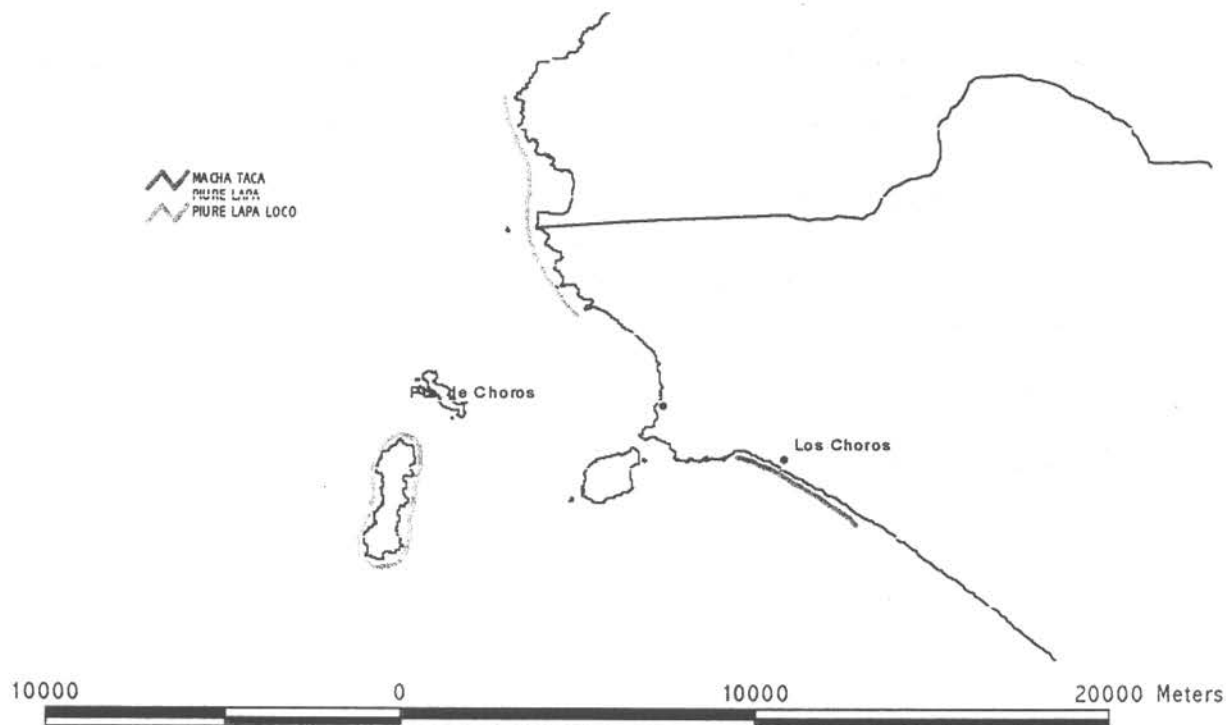 MACHA TACA
PIURE LAPA
PIURE LAPA LOCO
de Choros
Los Choros
10000 0 10000 20000 Meters